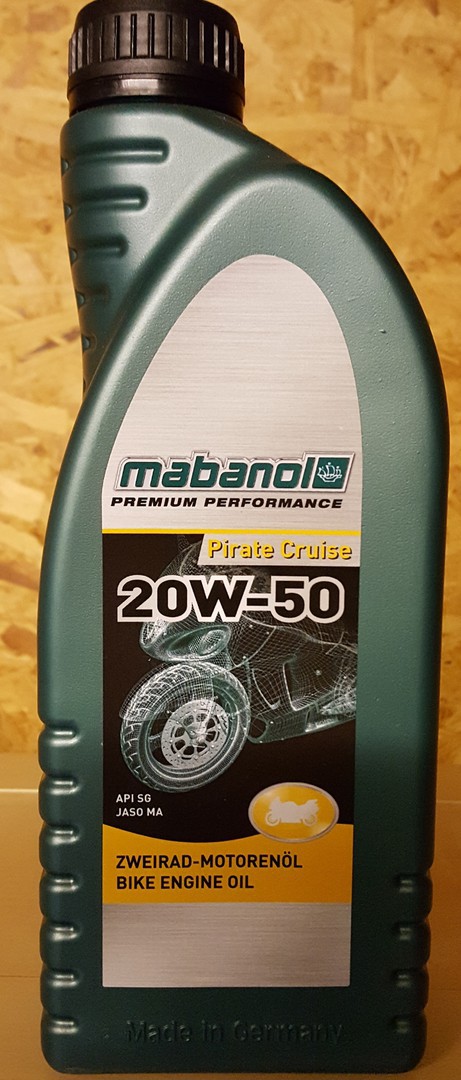 mabanol
PREMIUM PERFORMANCE
Pirate Cruise
20W-50
API SG
JASO MA
ZWEIRAD-MOTORENÖL
BIKE ENGINE OIL
Made in Germany